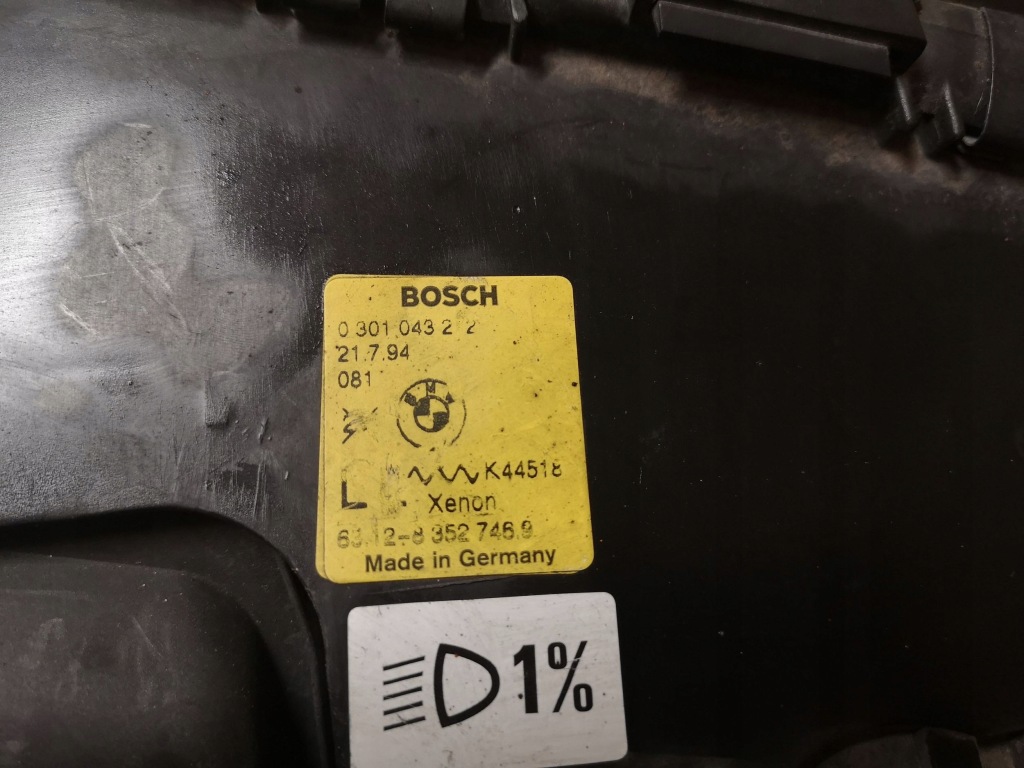 BOSCH
0 301 043 2 2
21.7.94
081
K44518
L
Xenon
63.12-8 352 746.9
Made in Germany
1%